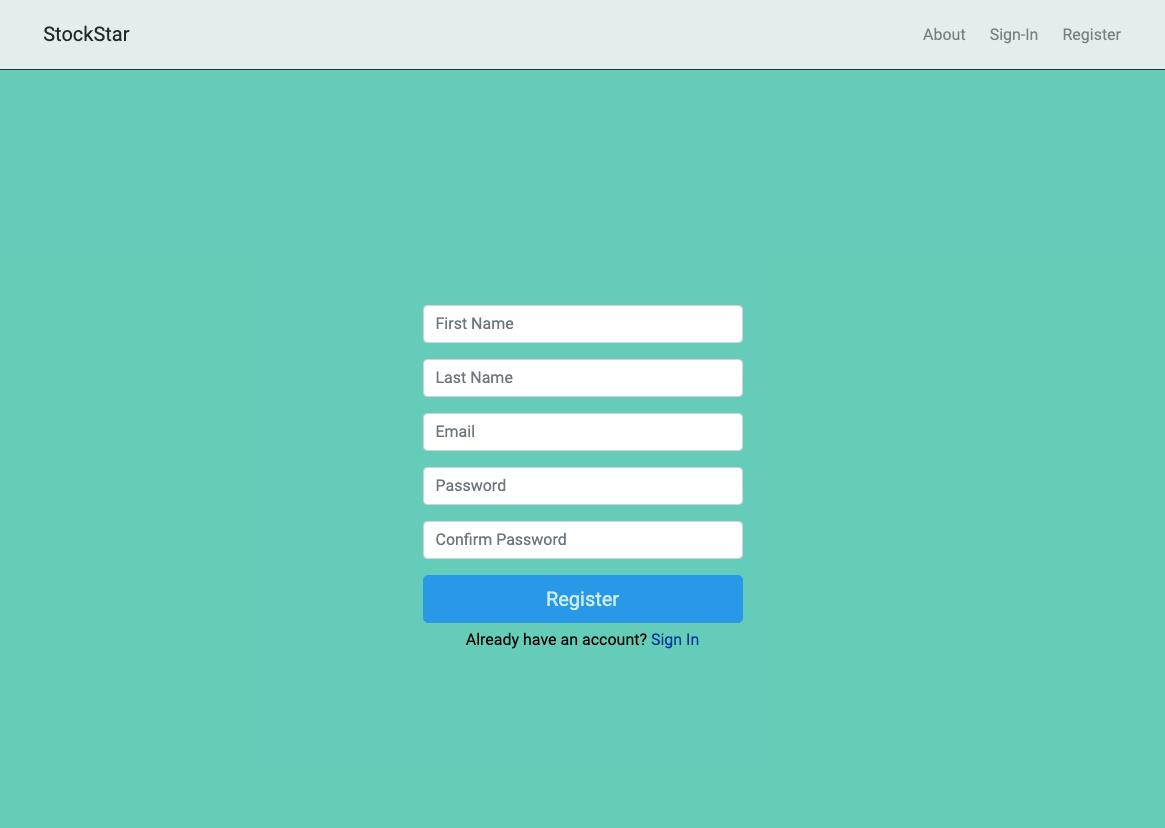 StockStar
About Sign-In Register
First Name
Last Name
Email
Password
Confirm Password
Register
Already have an account? Sign In